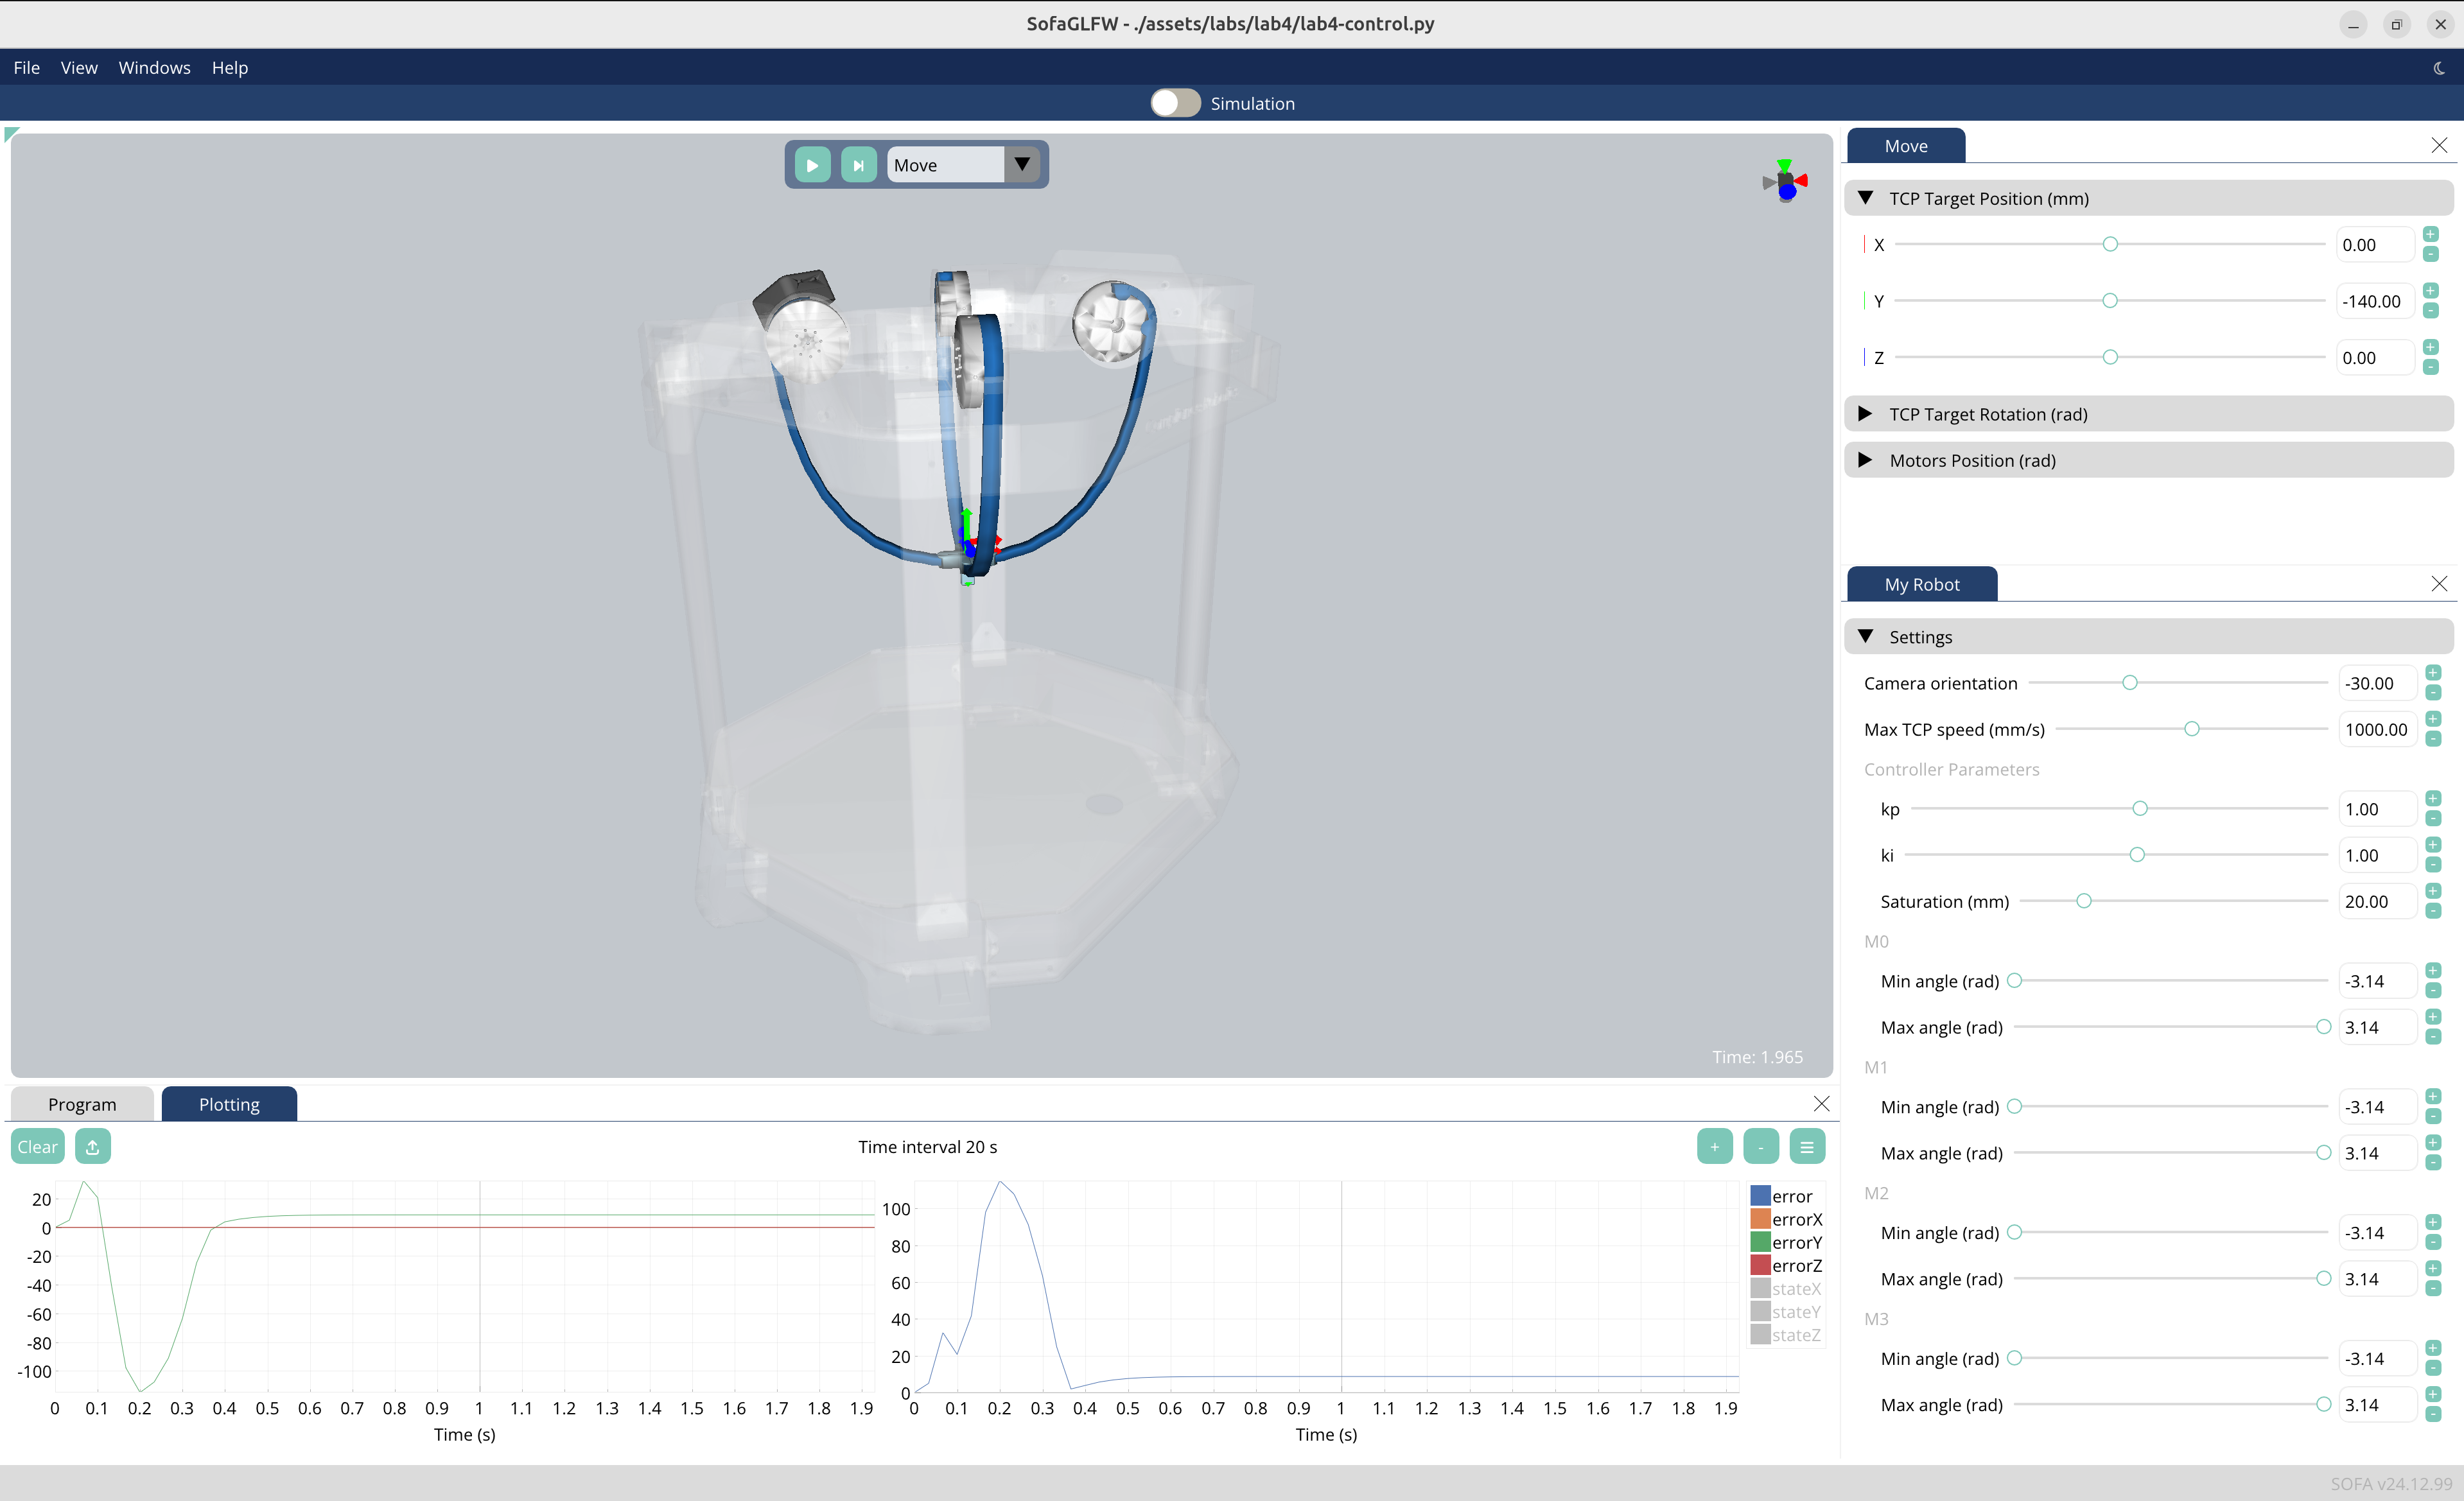 SofaGLFW - ./assets/labs/lab4/lab4-control.py
File View Windows Help
Simulation
Move
Time: 1.965
Move
TCP Target Position (mm)
X 0.00 + -
Y -140.00 + -
Z 0.00 + -
TCP Target Rotation (rad)
Motors Position (rad)
My Robot
Settings
Camera orientation -30.00 + -
Max TCP speed (mm/s) 1000.00 + -
Controller Parameters
kp 1.00 + -
ki 1.00 + -
Saturation (mm) 20.00 + -
M0
Min angle (rad) -3.14 + -
Max angle (rad) 3.14 + -
M1
Min angle (rad) -3.14 + -
Max angle (rad) 3.14 + -
M2
Min angle (rad) -3.14 + -
Max angle (rad) 3.14 + -
M3
Min angle (rad) -3.14 + -
Max angle (rad) 3.14 + -
Program Plotting
Clear Time interval 20 s + -
20
0
-20
-40
-60
-80
-100
0 0.1 0.2 0.3 0.4 0.5 0.6 0.7 0.8 0.9 1 1.1 1.2 1.3 1.4 1.5 1.6 1.7 1.8 1.9
Time (s)
100
80
60
40
20
0
0 0.1 0.2 0.3 0.4 0.5 0.6 0.7 0.8 0.9 1 1.1 1.2 1.3 1.4 1.5 1.6 1.7 1.8 1.9
Time (s)
error
errorX
errorY
errorZ
stateX
stateY
stateZ
SOFA v24.12.99